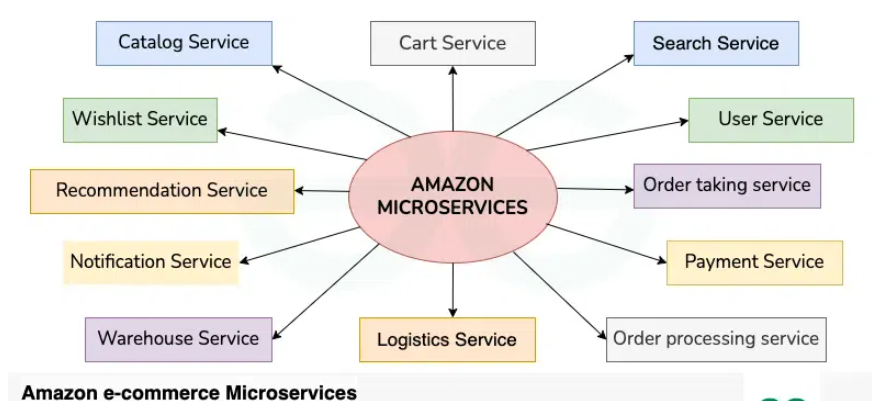 Catalog Service
Cart Service
Search Service
Wishlist Service
User Service
Recommendation Service
AMAZON
MICROSERVICES
Order taking service
Notification Service
Payment Service
Warehouse Service
Logistics Service
Order processing service
Amazon e-commerce Microservices